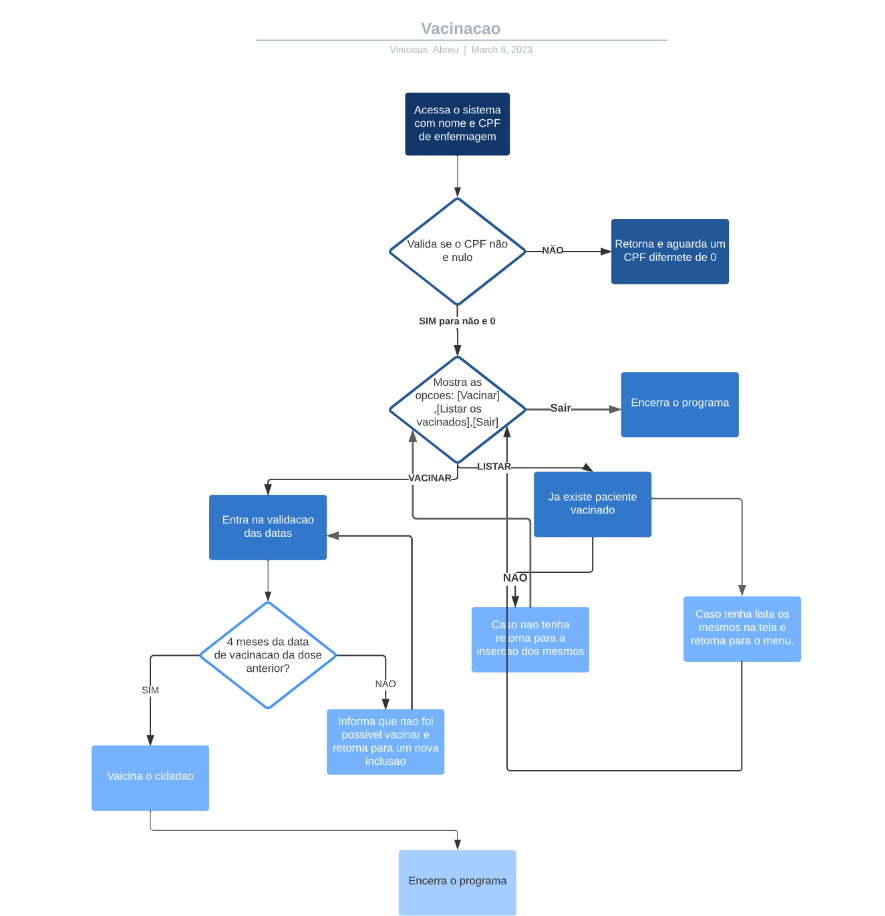 Vacinacao
Vinicicus Abreu | March 6, 2023
Acessa o sistema
com nome e CPF
de enfermagem
Valida se o CPF não
e nulo
NÃO
Retorna e aguarda um
CPF difernete de 0
SIM para não e 0
Mostra as
opcoes: [Vacinar]
,[Listar os
vacinados],[Sair]
Sair
Encerra o programa
VACINAR
LISTAR
Entra na validacao
das datas
Ja existe paciente
vacinado
NAO
Caso nao tenha
retorna para a
insercao dos mesmos
Caso tenha lista os
mesmos na tela e
retorna para o menu.
4 meses da data
de vacinacao da dose
anterior?
SIM
NAO
Informa que nao foi
possivel vacinar e
retorna para um nova
inclusao
Vaicina o cidadao
Encerra o programa